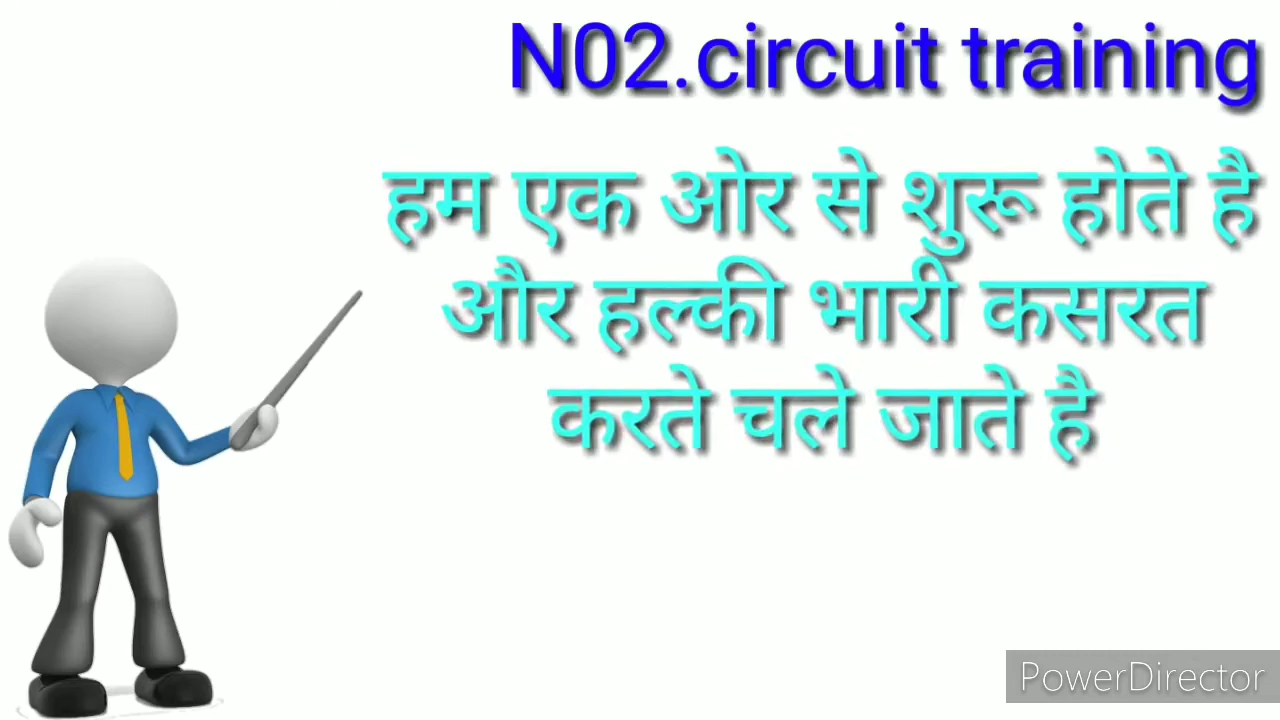 N02.circuit training
हम एक ओर से शुरू होते है
और हल्की भारी कसरत
करते चले जाते है
PowerDirector